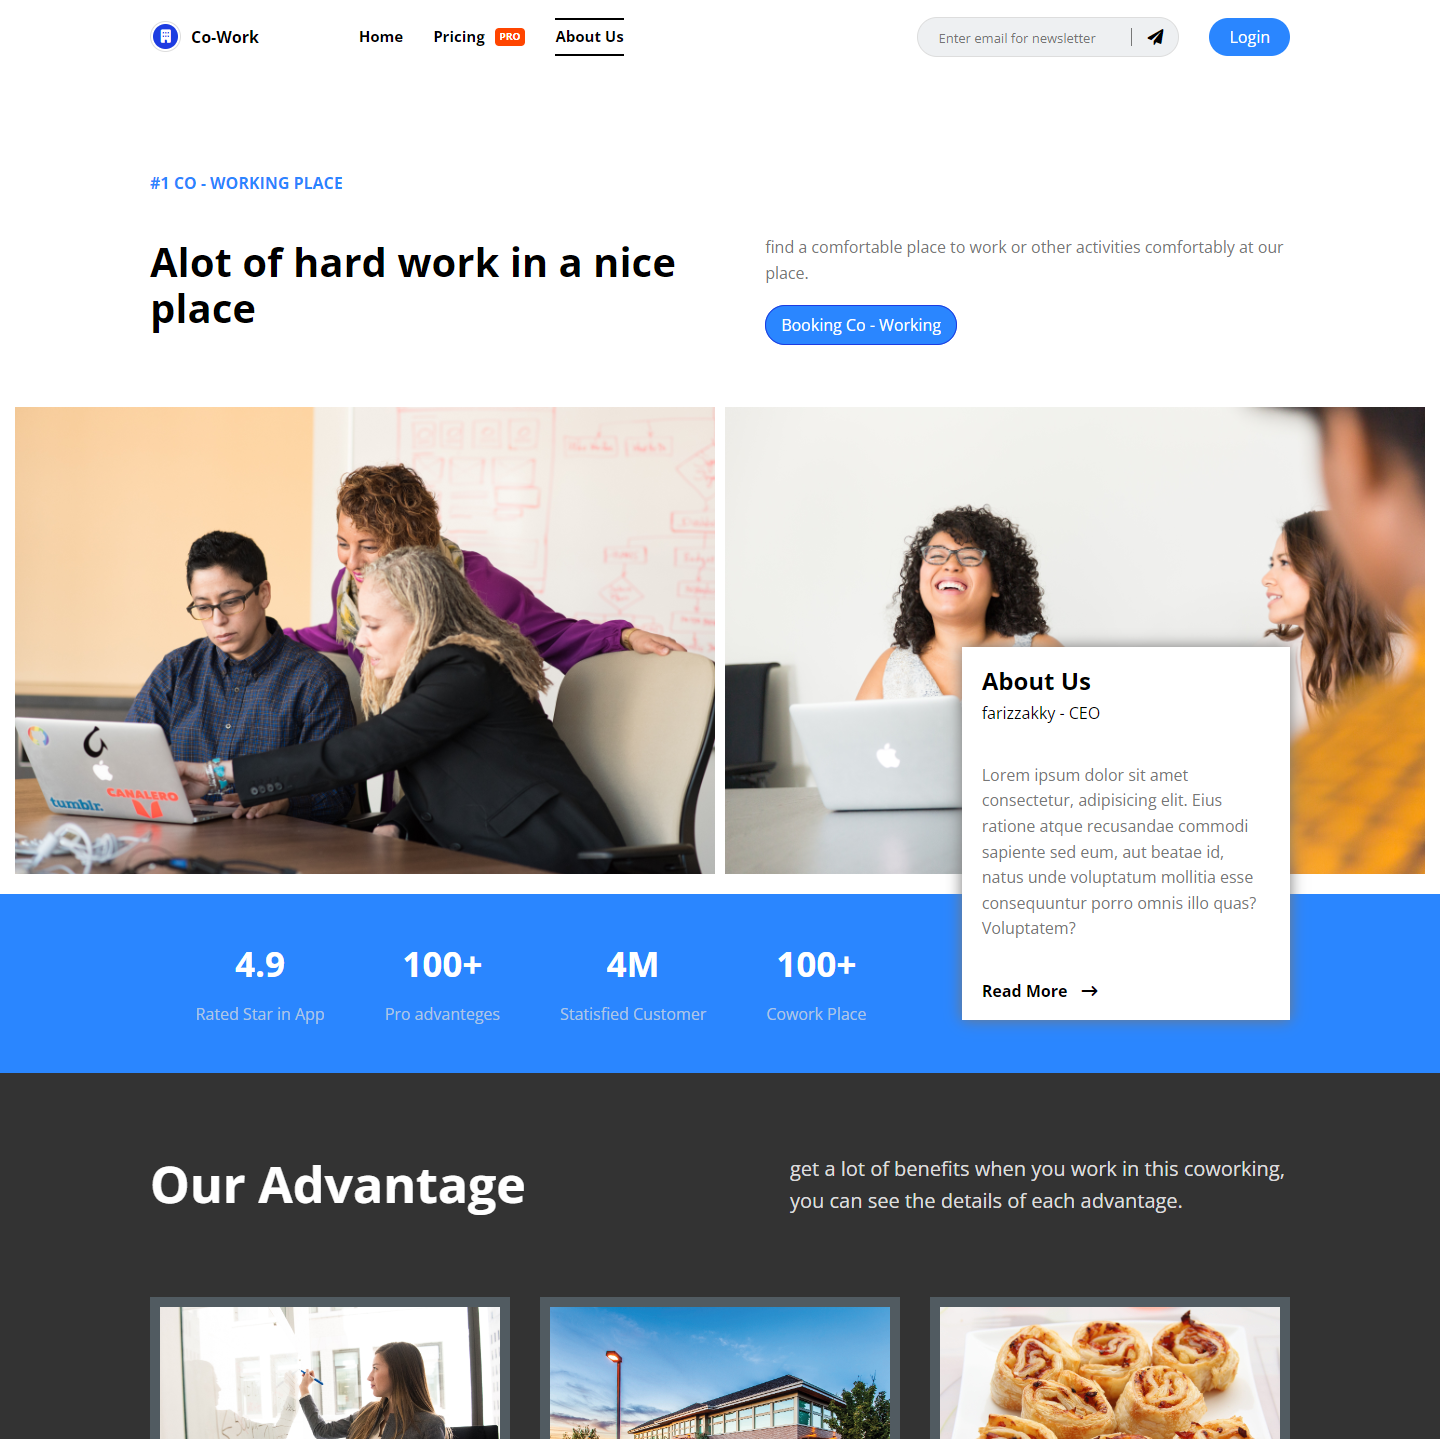 Co-Work
Home
Pricing
PRO
About Us
Enter email for newsletter
Login
#1 CO - WORKING PLACE
Alot of hard work in a nice
place
find a comfortable place to work or other activities comfortably at our
place.
Booking Co - Working
tumblr.
CANALERO
About Us
farizzakky - CEO
Lorem ipsum dolor sit amet
consectetur, adipisicing elit. Eius
ratione atque recusandae commodi
sapiente sed eum, aut beatae id,
natus unde voluptatum mollitia esse
consequuntur porro omnis illo quas?
Voluptatem?
Read More
4.9
Rated Star in App
100+
Pro advanteges
4M
Statisfied Customer
100+
Cowork Place
Our Advantage
get a lot of benefits when you work in this coworking,
you can see the details of each advantage.